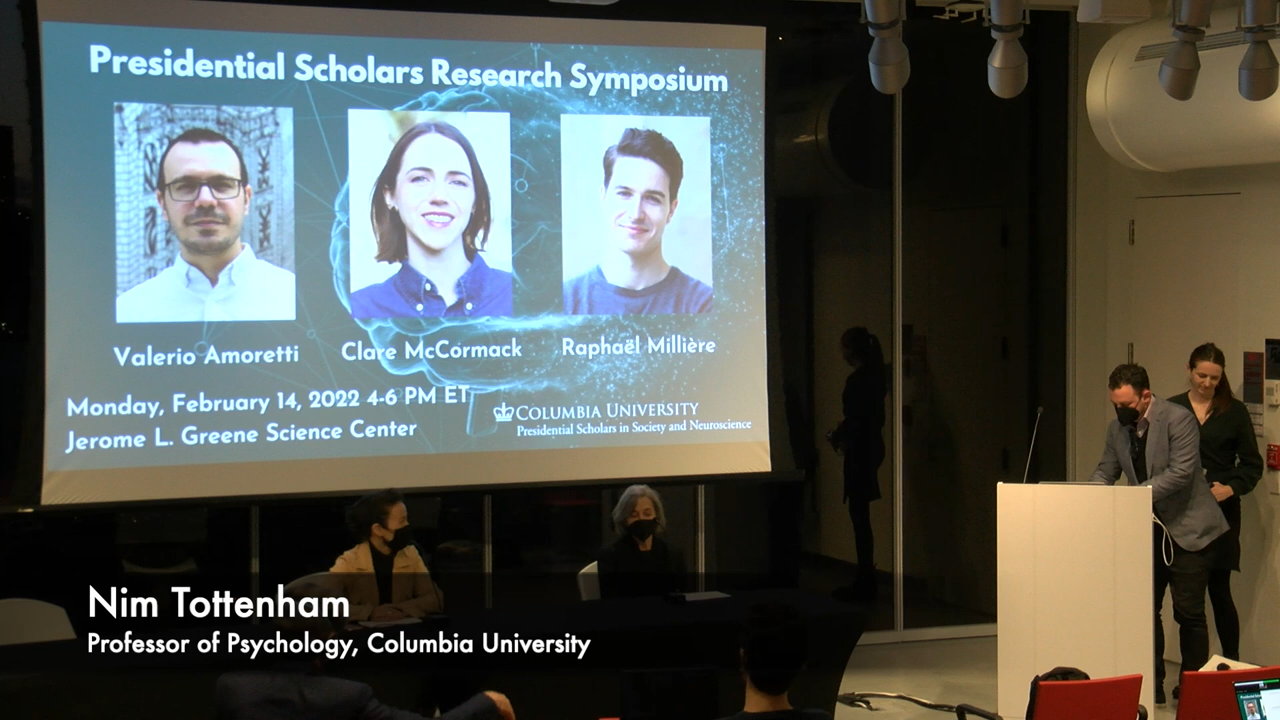 Presidential Scholars Research Symposium
Valerio Amoretti
Clare McCormack
Raphaël Millière
Monday, February 14, 2022 4-6 PM ET
Jerome L. Greene Science Center
COLUMBIA UNIVERSITY
Presidential Scholars in Society and Neuroscience
Nim Tottenham
Professor of Psychology, Columbia University